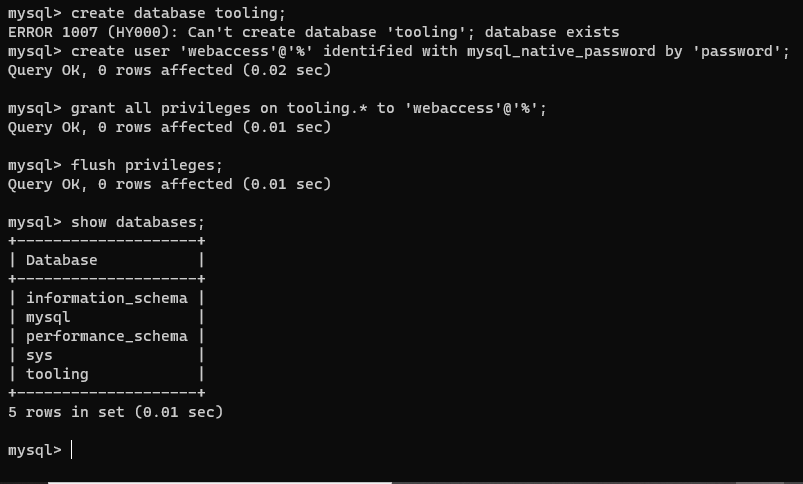 mysql> create database tooling;
ERROR 1007 (HY000): Can't create database 'tooling'; database exists
mysql> create user 'webaccess'@'%' identified with mysql_native_password by 'password';
Query OK, 0 rows affected (0.02 sec)
mysql> grant all privileges on tooling.* to 'webaccess'@'%';
Query OK, 0 rows affected (0.01 sec)
mysql> flush privileges;
Query OK, 0 rows affected (0.01 sec)
mysql> show databases;
+--------------------+
| Database           |
+--------------------+
| information_schema |
| mysql              |
| performance_schema |
| sys                |
| tooling            |
+--------------------+
5 rows in set (0.01 sec)
mysql>